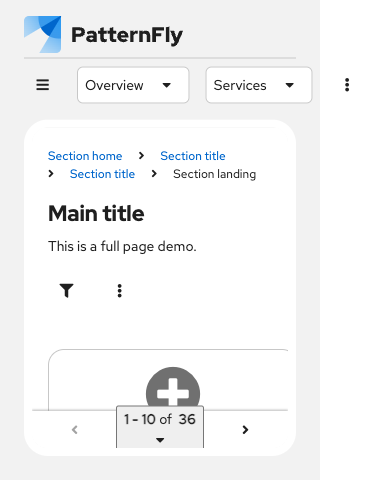 PatternFly
Overview Services
Section home Section title
Section title Section landing
Main title
This is a full page demo.
1 - 10 of 36